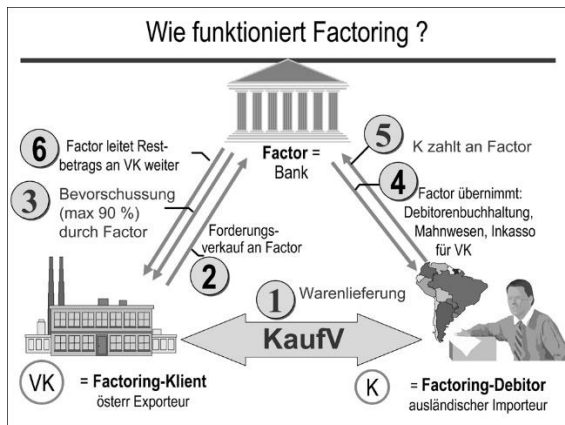 Wie funktioniert Factoring ?
6 Factor leitet Rest-
betrags an VK weiter
Factor =
Bank
5 K zahlt an Factor
3 Bevorschussung
(max 90 %)
durch Factor
4 Factor übernimmt:
Debitorenbuchhaltung,
Mahnwesen, Inkasso
für VK
Forderungs-
verkauf an Factor
2
1 Warenlieferung
KaufV
VK = Factoring-Klient
österr Exporteur
K = Factoring-Debitor
ausländischer Importeur